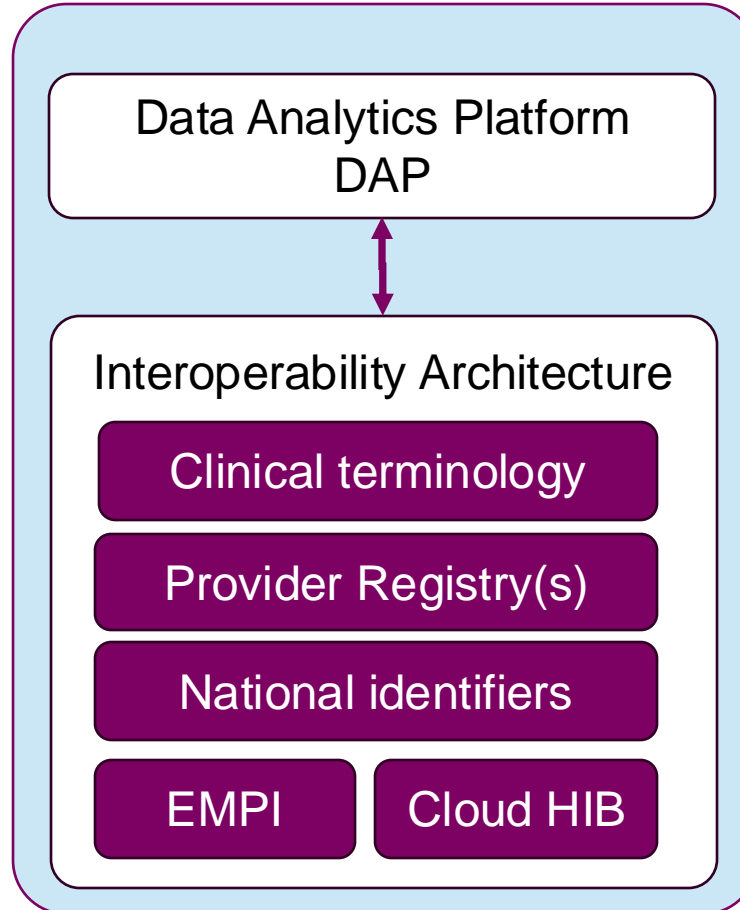 Data Analytics Platform
DAP
Interoperability Architecture
Clinical terminology
Provider Registry(s)
National identifiers
EMPI
Cloud HIB